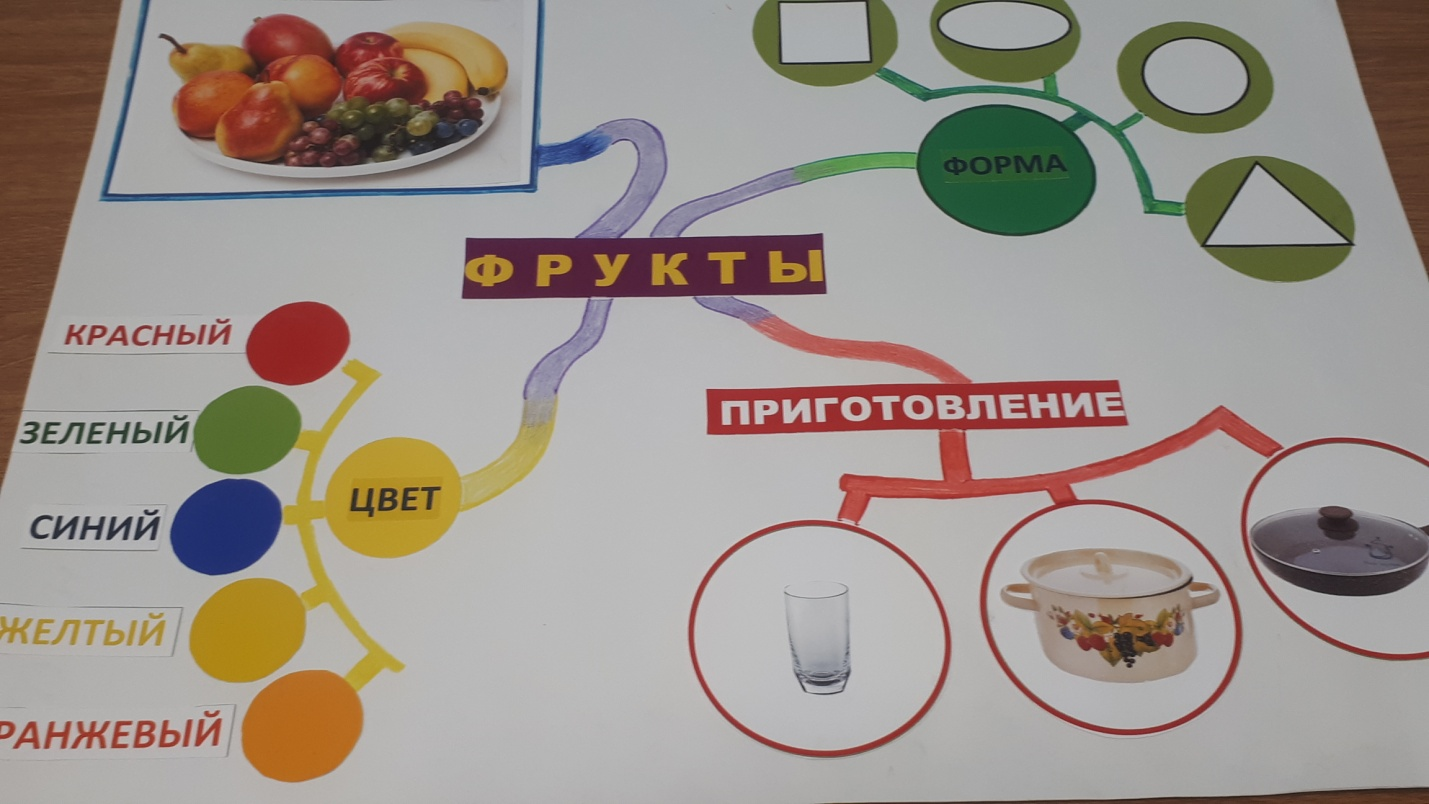 ФОРМА
ФРУКТЫ
КРАСНЫЙ
ЗЕЛЕНЫЙ
ПРИГОТОВЛЕНИЕ
ЦВЕТ
СИНИЙ
ЖЕЛТЫЙ
РАНЖЕВЫЙ